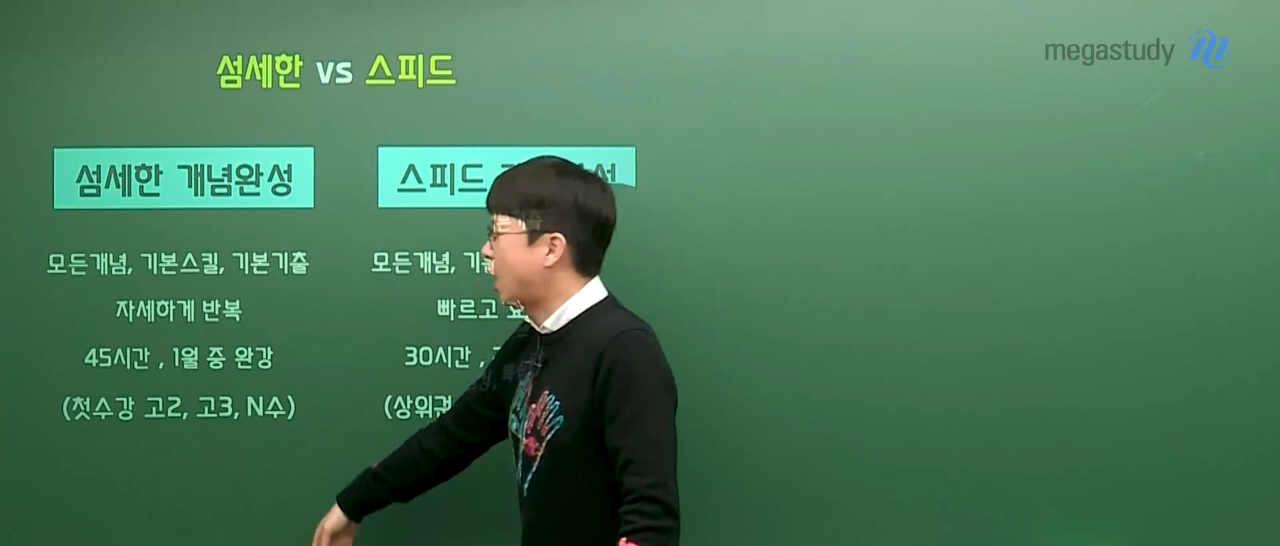 megastudy
섬세한 vs 스피드
섬세한 개념완성
모든개념, 기본스킬, 기본기출
자세하게 반복
45시간 , 1월 중 완강
(첫수강 고2, 고3, N수)
스피드
모든개념,
빠르고
30시간 ,
(상위권